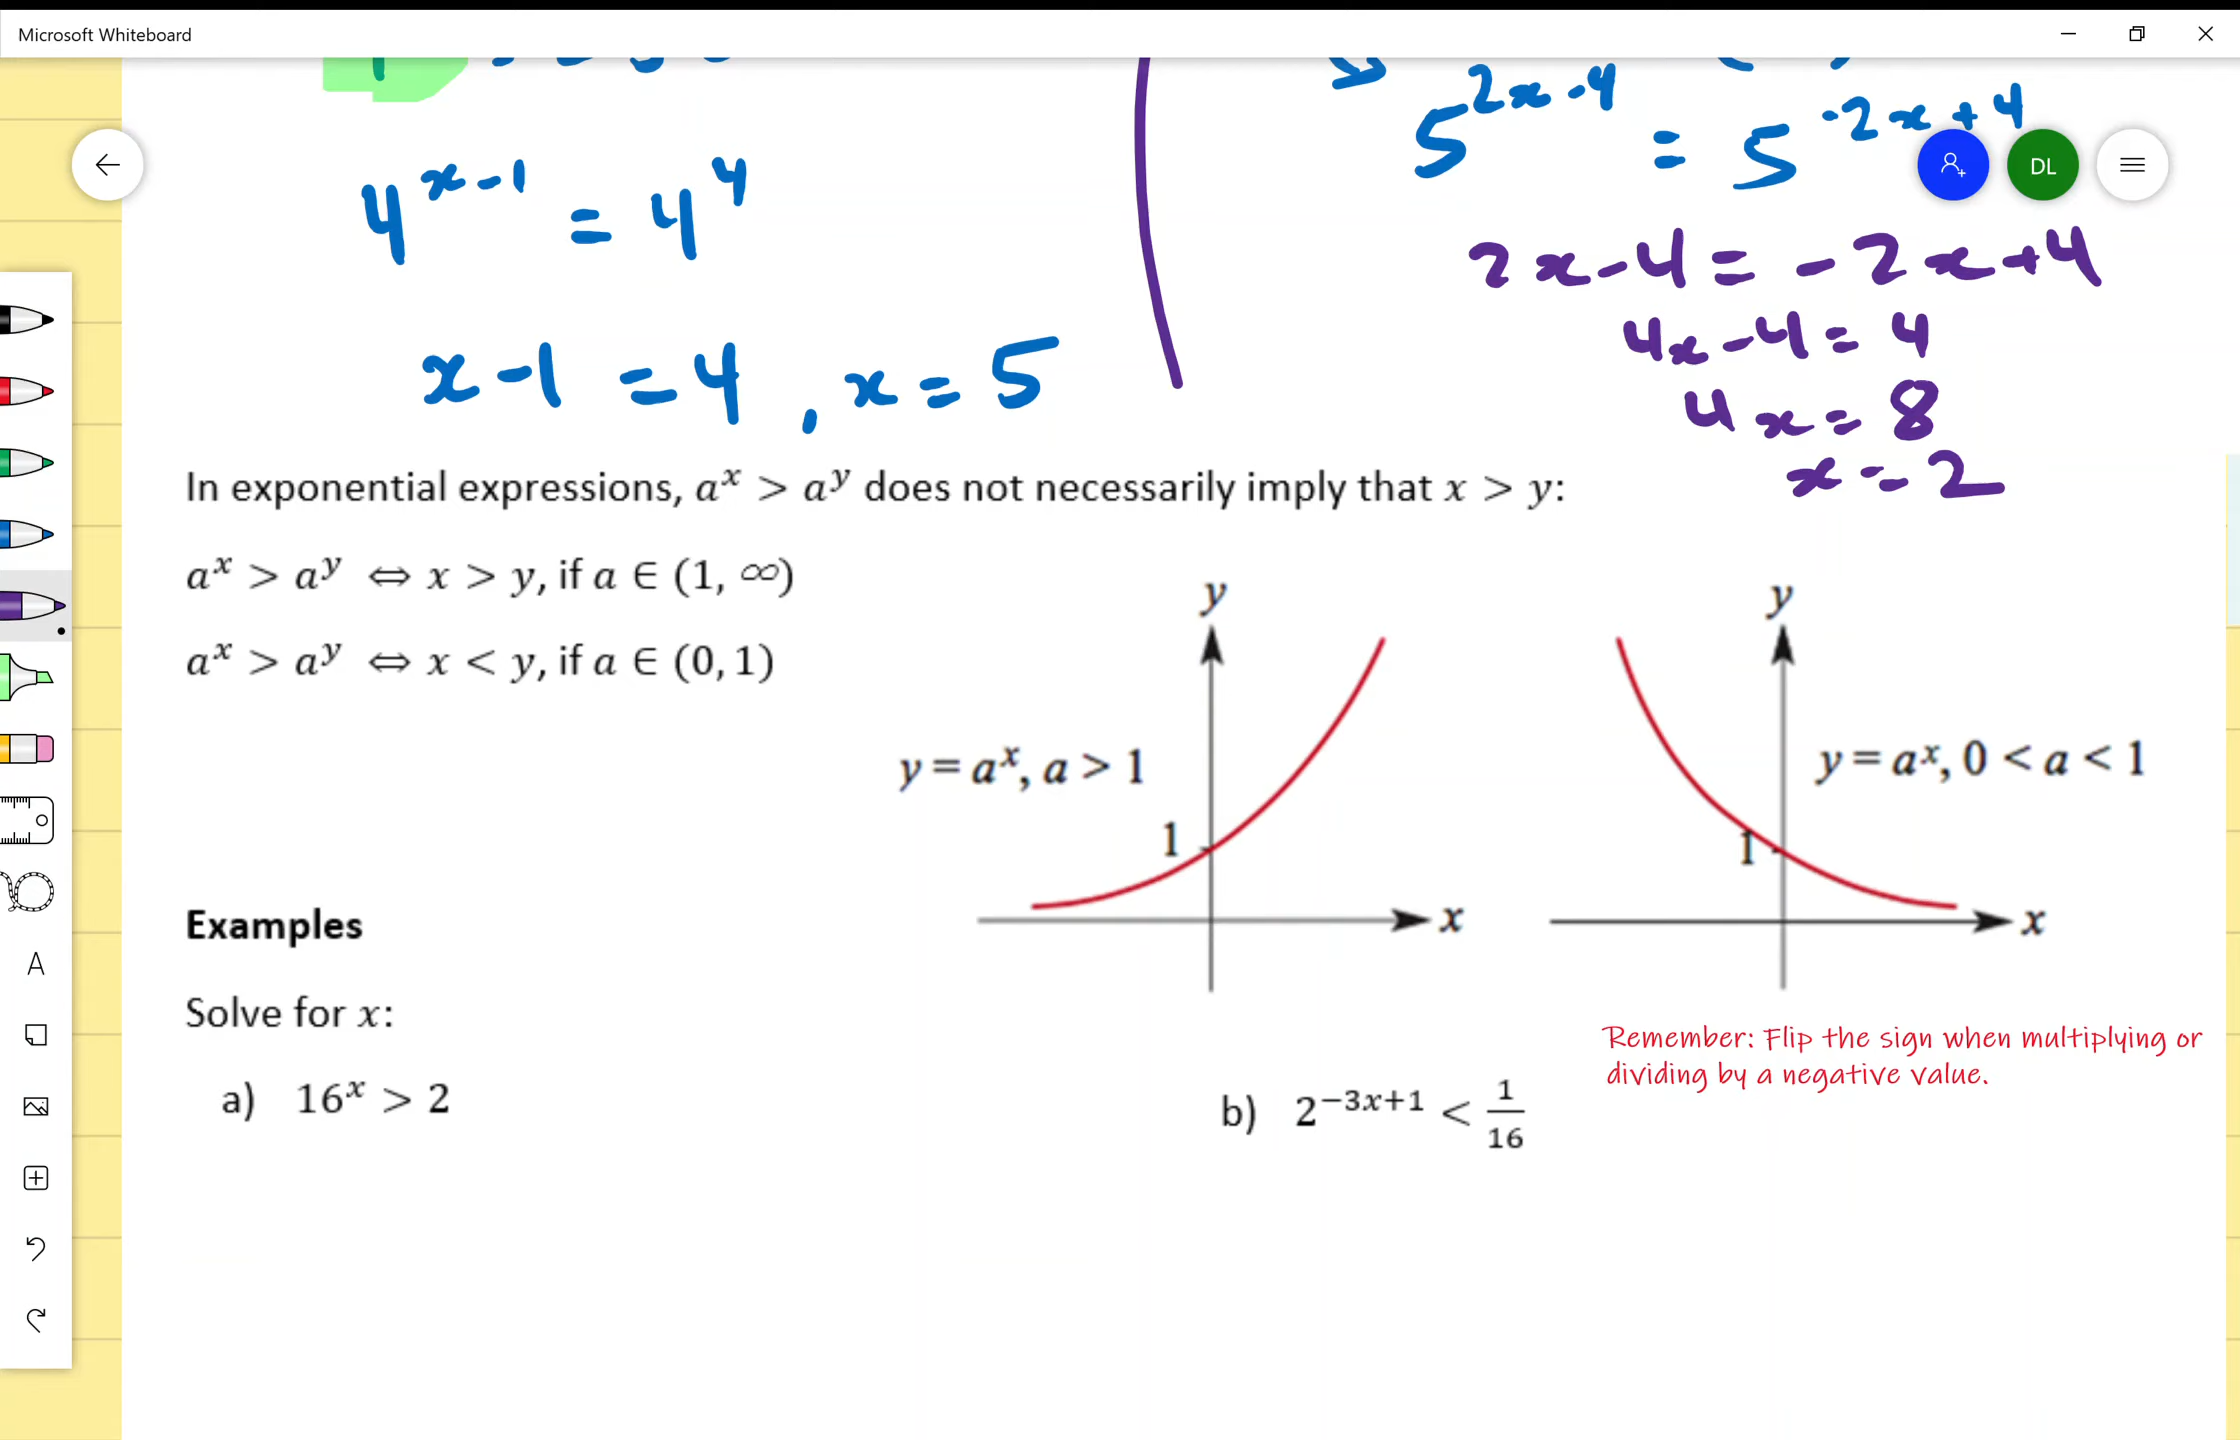 Microsoft Whiteboard
5^{2x-4} = 5^{-2x+4}
DL
4^{x-1} = 4^4
2x-4 = -2x+4
4x-4 = 4
x-1 = 4, x = 5
4x = 8
x = 2
In exponential expressions, a^x > a^y does not necessarily imply that x > y:
a^x > a^y ⇔ x > y, if a ∈ (1, ∞)
a^x > a^y ⇔ x < y, if a ∈ (0, 1)
y
y = a^x, a > 1
1
x
y
y = a^x, 0 < a < 1
1
x
Examples
Solve for x:
Remember: Flip the sign when multiplying or
dividing by a negative value.
a) 16^x > 2
b) 2^{-3x+1} < 1/16
A